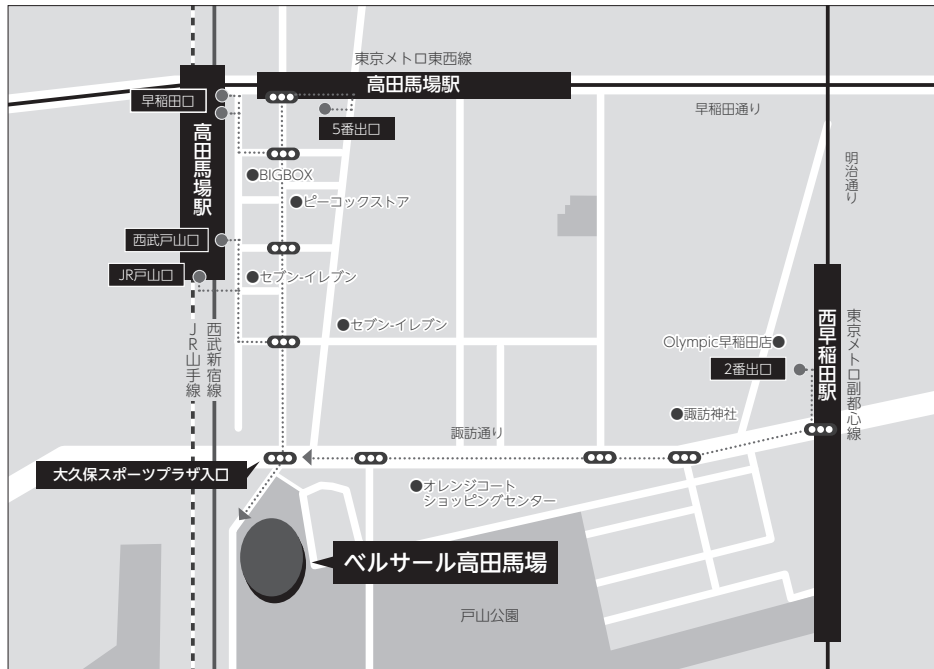 東京メトロ東西線
高田馬場駅
早稲田口
5番出口
早稲田通り
高田馬場駅
明治通り
BIGBOX
ピーコックストア
西武戸山口
JR戸山口
セブン-イレブン
セブン-イレブン
JR山手線
西武新宿線
Olympic早稲田店
2番出口
西早稲田駅
東京メトロ副都心線
諏訪神社
諏訪通り
大久保スポーツプラザ入口
オレンジコート
ショッピングセンター
ベルサール高田馬場
戸山公園